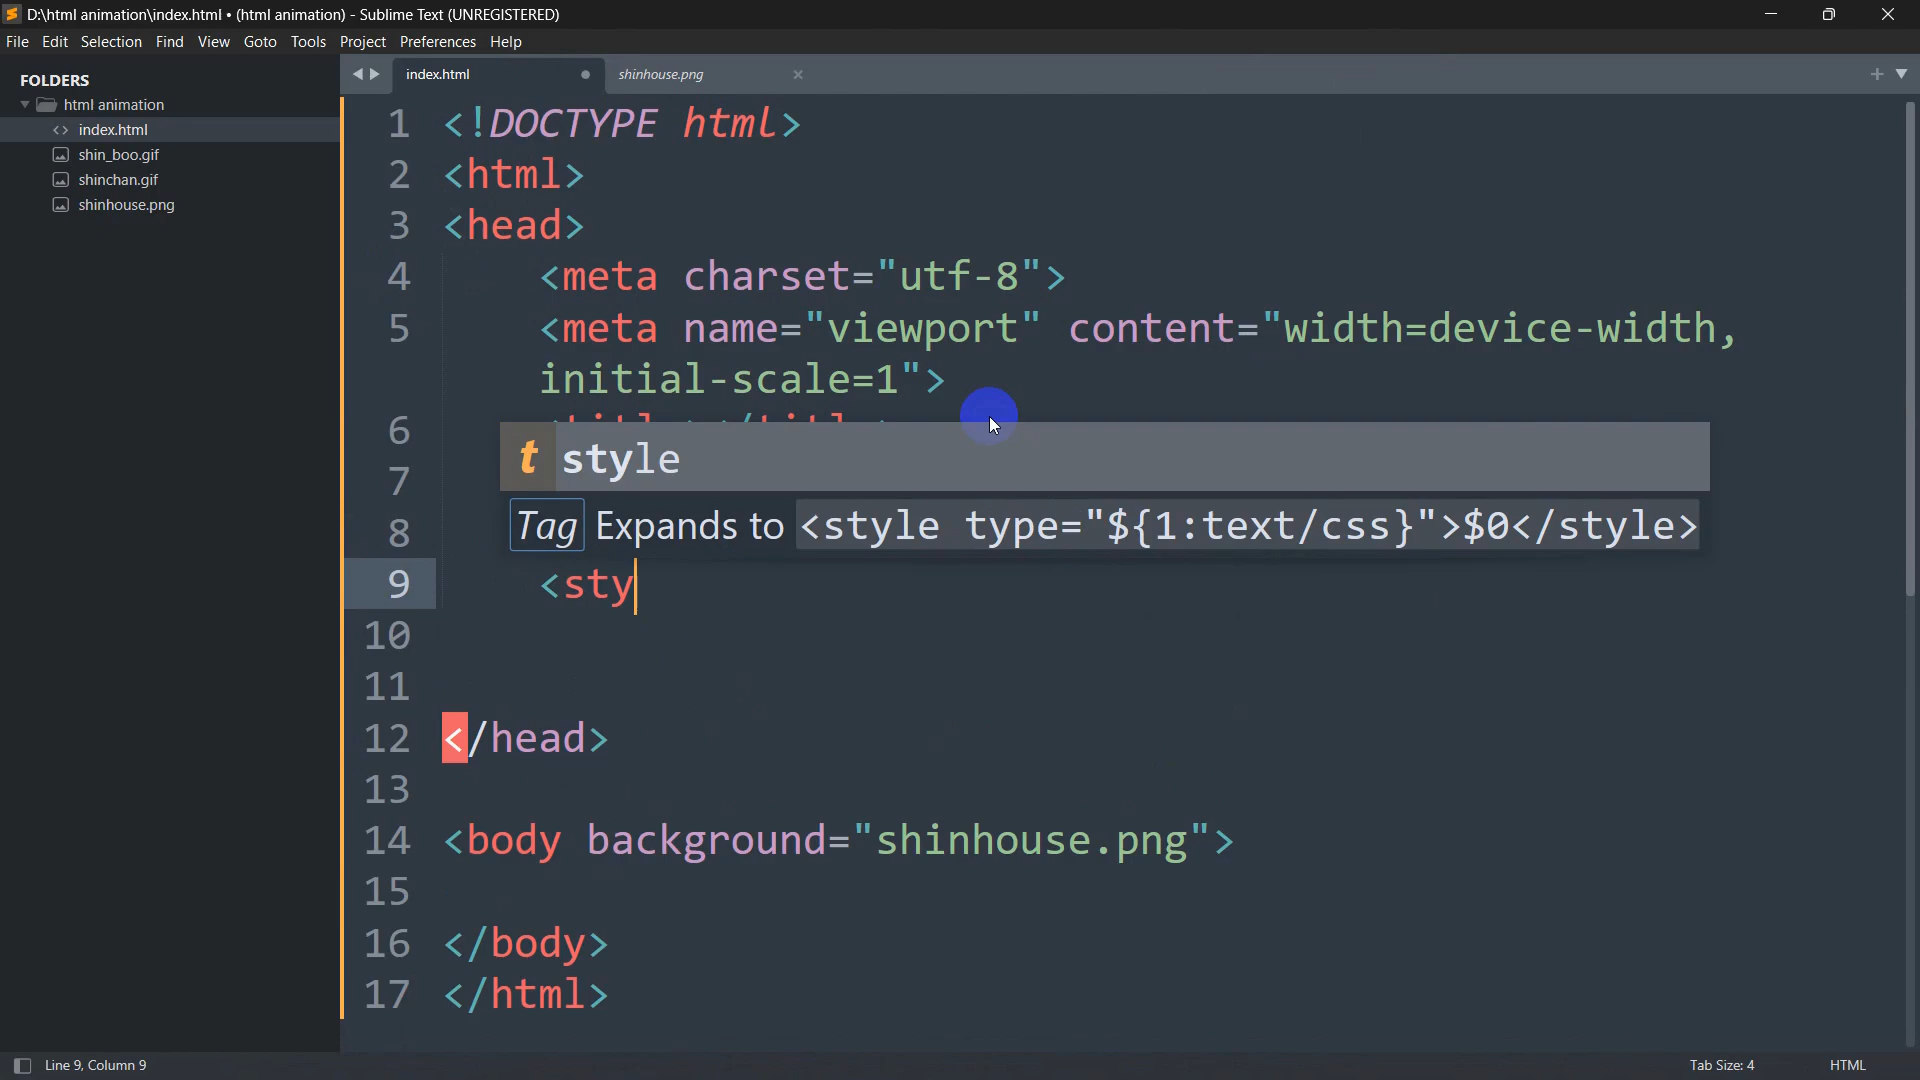 D:\html animation\index.html • (html animation) - Sublime Text (UNREGISTERED)
File Edit Selection Find View Goto Tools Project Preferences Help
FOLDERS
html animation
index.html
shin_boo.gif
shinchan.gif
shinhouse.png
index.html shinhouse.png
1 <!DOCTYPE html>
2 <html>
3 <head>
4 <meta charset="utf-8">
5 <meta name="viewport" content="width=device-width,
initial-scale=1">
6
t style
7
Tag Expands to <style type="${1:text/css}">$0</style>
8
9 <sty
10
11
12 </head>
13
14 <body background="shinhouse.png">
15
16 </body>
17 </html>
Line 9, Column 9 Tab Size: 4 HTML